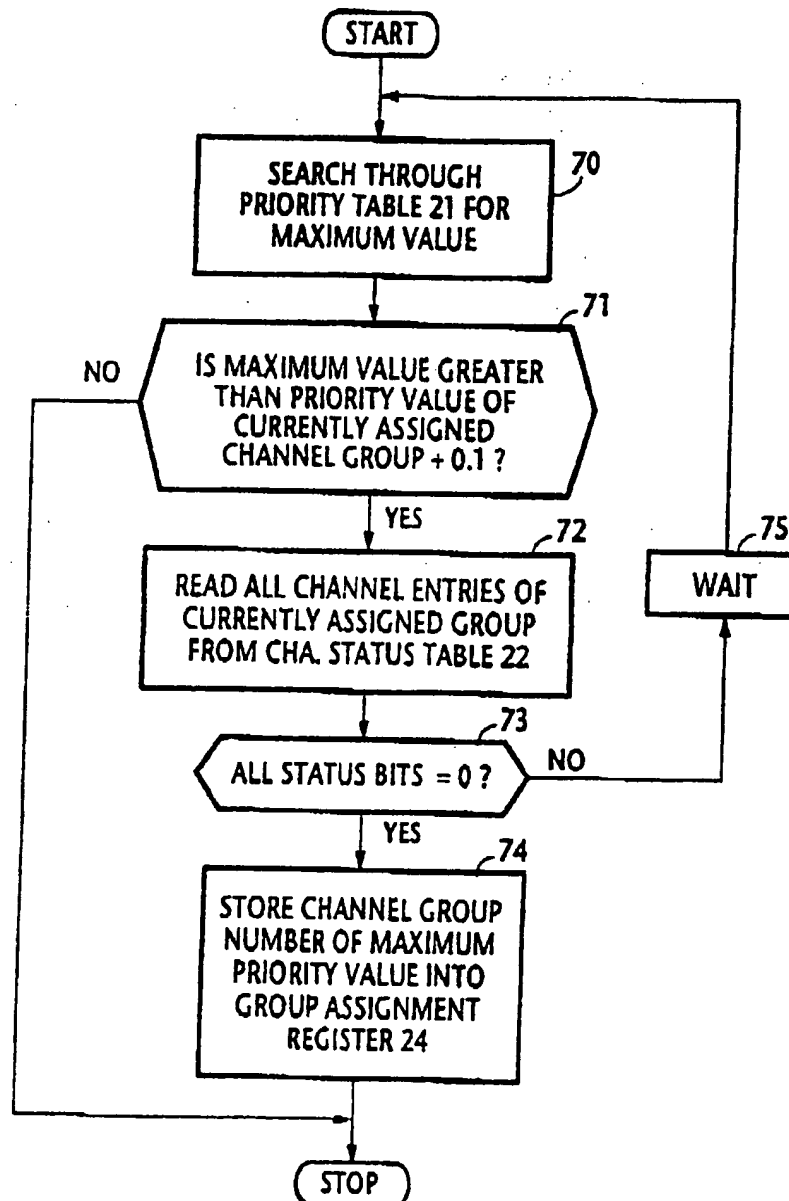 START
70
SEARCH THROUGH
PRIORITY TABLE 21 FOR
MAXIMUM VALUE
71
NO
IS MAXIMUM VALUE GREATER
THAN PRIORITY VALUE OF
CURRENTLY ASSIGNED
CHANNEL GROUP + 0.1 ?
YES
72
75
READ ALL CHANNEL ENTRIES OF
CURRENTLY ASSIGNED GROUP
FROM CHA. STATUS TABLE 22
WAIT
73
ALL STATUS BITS = 0 ?
NO
YES
74
STORE CHANNEL GROUP
NUMBER OF MAXIMUM
PRIORITY VALUE INTO
GROUP ASSIGNMENT
REGISTER 24
STOP